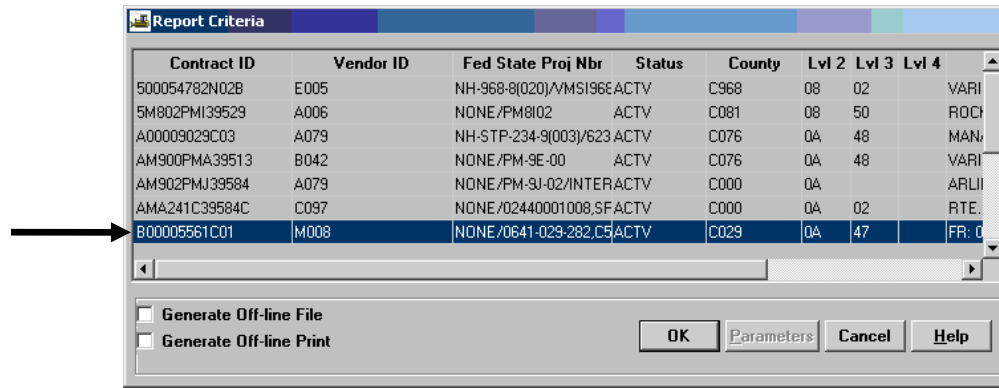 Report Criteria
Contract ID Vendor ID Fed State Proj Nbr Status County Lvl 2 Lvl 3 Lvl 4
500054782N02B E005 NH-968-8(020)/VMSI968 ACTV C968 08 02 VARI
5M802PMI39529 A006 NONE/PM8I02 ACTV C081 08 50 ROCK
A00009029C03 A079 NH-STP-234-9(003)/623 ACTV C076 0A 48 MANA
AM900PMA39513 B042 NONE/PM-9E-00 ACTV C076 0A 48 VARI
AM902PMJ39584 A079 NONE/PM-9J-02/INTER ACTV C000 0A ARLI
AMA241C39584C C097 NONE/02440001008,SF ACTV C000 0A 02 RTE.
B00005561C01 M008 NONE/0641-029-282,C5 ACTV C029 0A 47 FR: 0
Generate Off-line File
Generate Off-line Print
OK Parameters Cancel Help